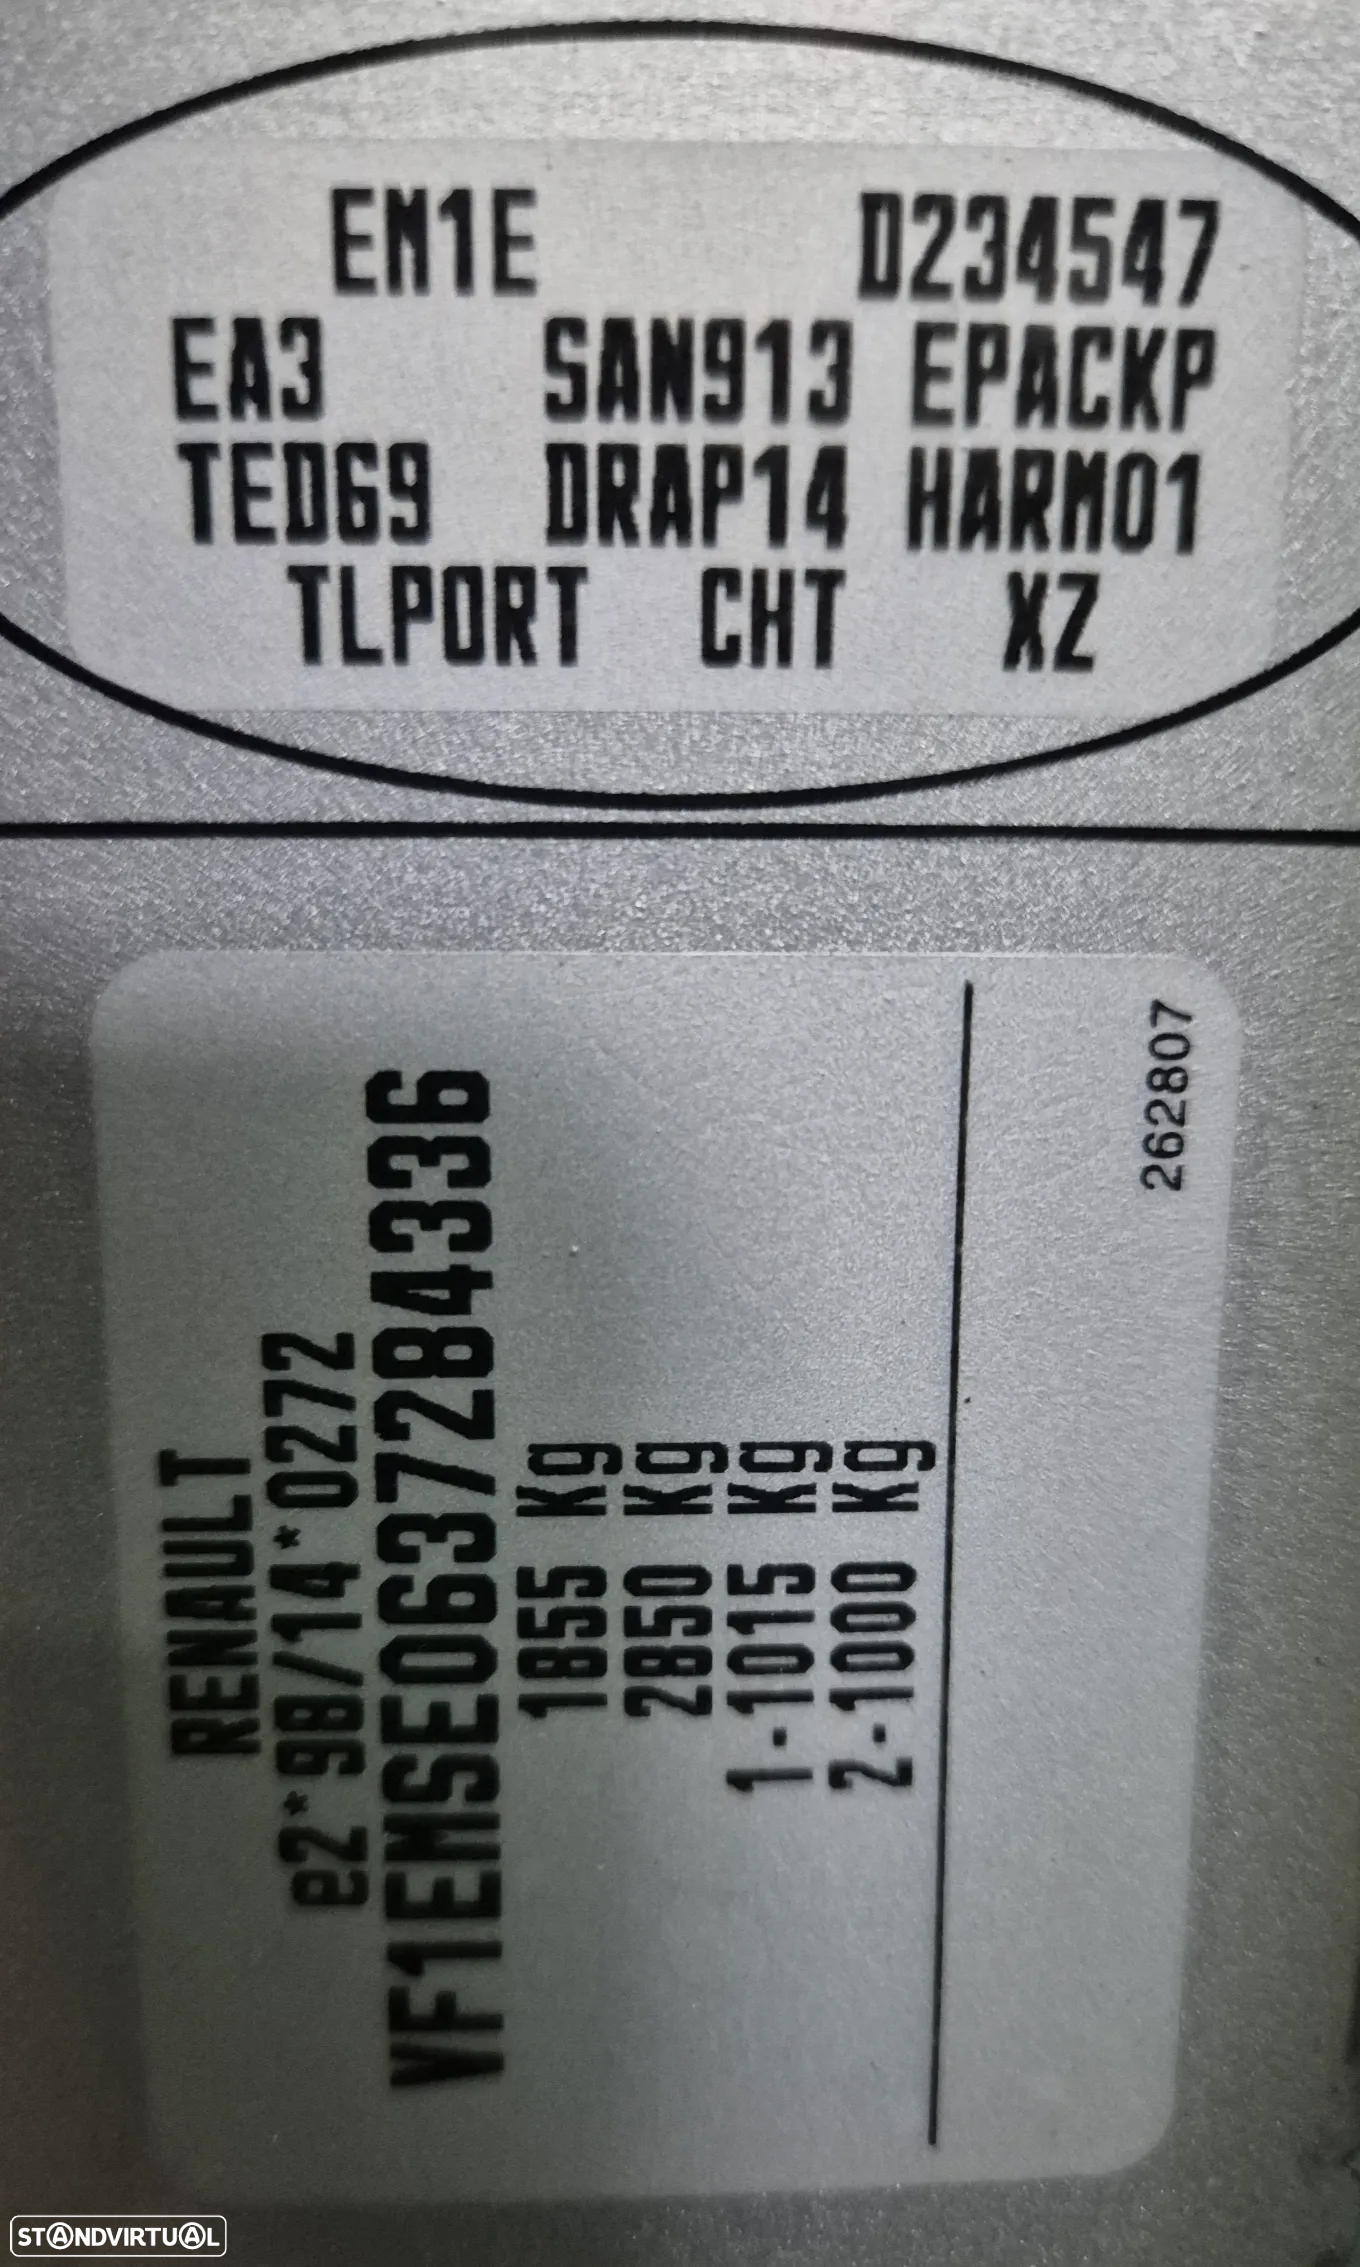 EM1E D234547
EA3 SAN913 EPACKP
TED69 DRAP14 HARM01
TLPORT CHT XZ
RENAULT
e2*98/14*0272
VF1EMSE0637284336
1855 Kg
2850 Kg
1-1015 Kg
2-1000 Kg
262807
STANDVIRTUAL